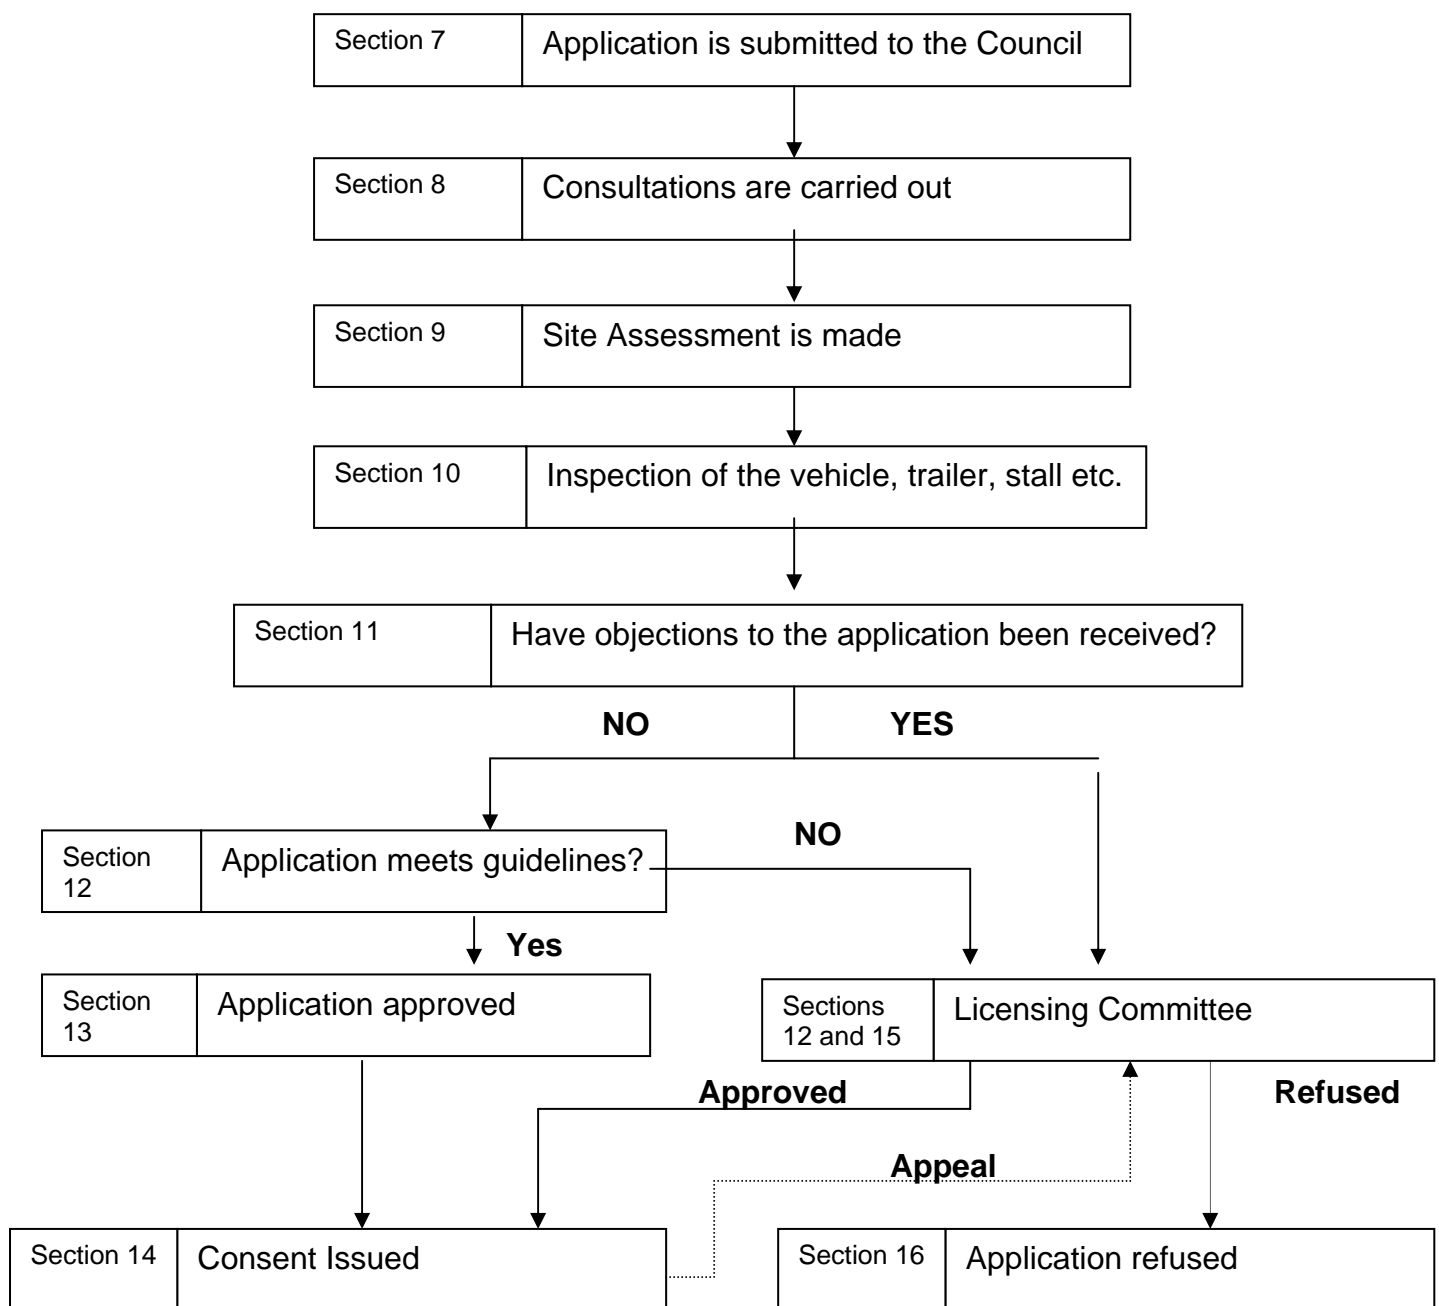 Section 7
Application is submitted to the Council
Section 8
Consultations are carried out
Section 9
Site Assessment is made
Section 10
Inspection of the vehicle, trailer, stall etc.
Section 11
Have objections to the application been received?
NO
YES
Section
12
Application meets guidelines?
NO
Yes
Section
13
Application approved
Sections
12 and 15
Licensing Committee
Approved
Refused
Appeal
Section 14
Consent Issued
Section 16
Application refused